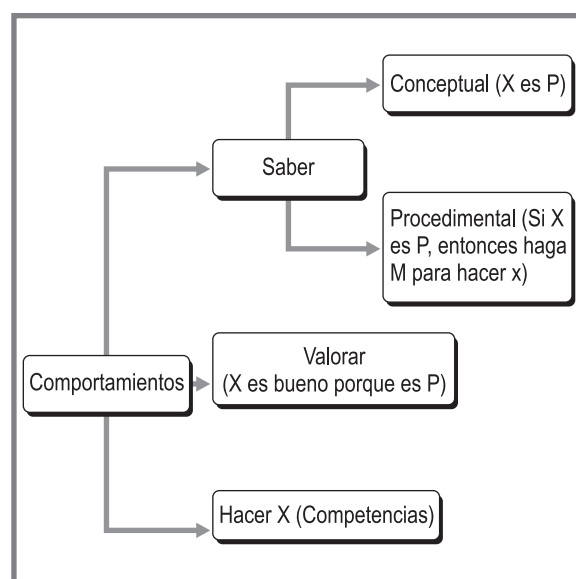 Conceptual (X es P)
Saber
Procedimental (Si X
es P, entonces haga
M para hacer x)
Comportamientos
Valorar
(X es bueno porque es P)
Hacer X (Competencias)